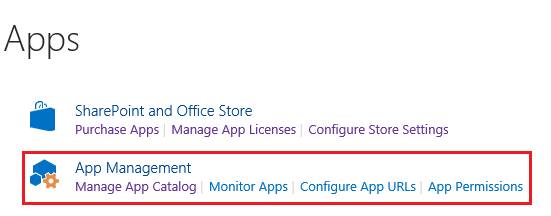 Apps
SharePoint and Office Store
Purchase Apps | Manage App Licenses | Configure Store Settings
App Management
Manage App Catalog | Monitor Apps | Configure App URLs | App Permissions